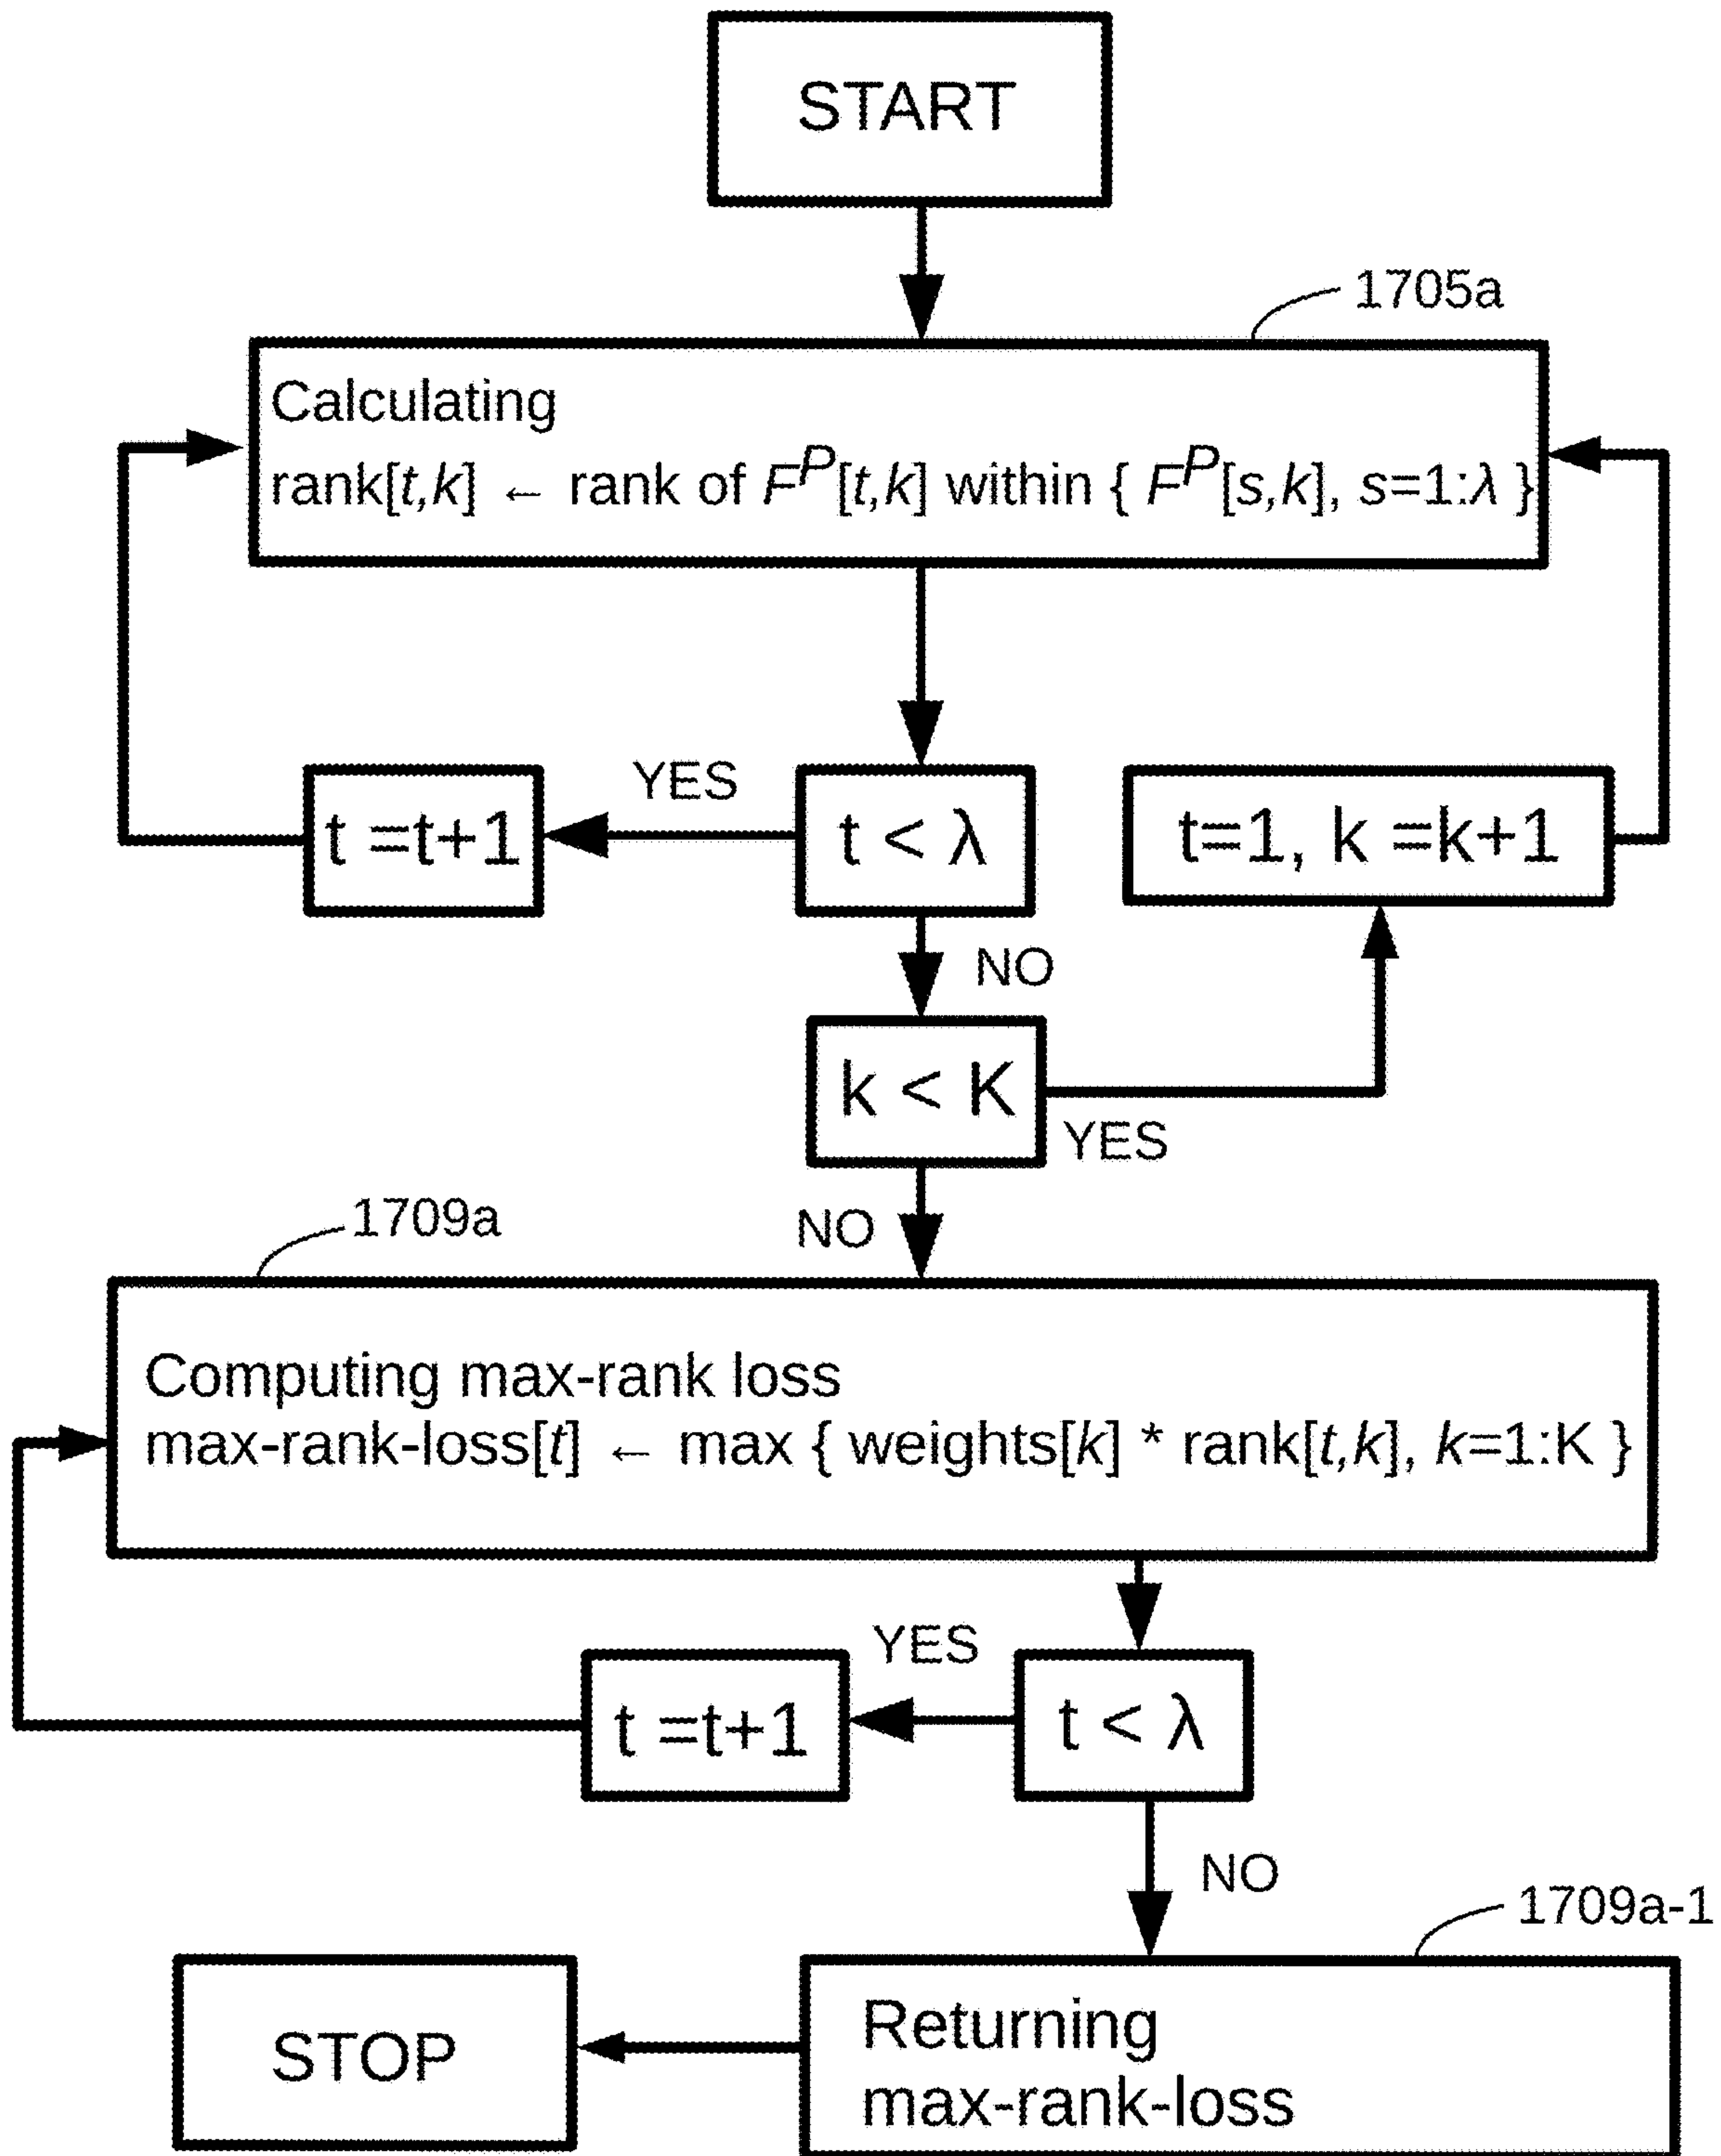 START
1705a
Calculating
rank[t,k] ← rank of F^P[t,k] within { F^P[s,k], s=1:λ }
YES
t =t+1
t < λ
t=1, k =k+1
NO
k < K
YES
1709a
NO
Computing max-rank loss
max-rank-loss[t] ← max { weights[k] * rank[t,k], k=1:K }
YES
t =t+1
t < λ
NO
1709a-1
STOP
Returning
max-rank-loss